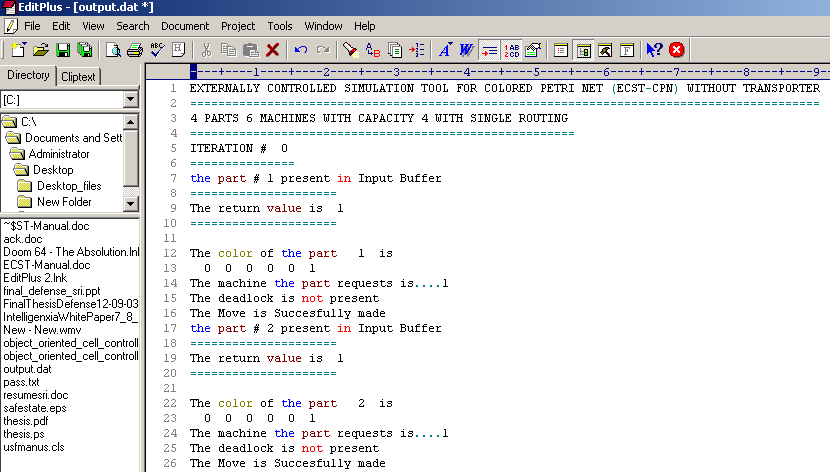 EditPlus - [output.dat *]
File Edit View Search Document Project Tools Window Help
Directory Cliptext
[C:]
C:\
Documents and Sett
Administrator
Desktop
Desktop_files
New Folder
~$ST-Manual.doc
ack.doc
Doom 64 - The Absolution.lnl
ECST-Manual.doc
EditPlus 2.lnk
final_defense_sri.ppt
FinalThesisDefense12-09-03
IntelligenxiaWhitePaper7_8_
New - New.wmv
object_oriented_cell_controll
object_oriented_cell_controll
output.dat
pass.txt
resumesri.doc
safestate.eps
thesis.pdf
thesis.ps
usfmanus.cls
----+----1----+----2----+----3----+----4----+----5----+----6----+----7----+----8----+----9--
1 EXTERNALLY CONTROLLED SIMULATION TOOL FOR COLORED PETRI NET (ECST-CPN) WITHOUT TRANSPORTER
2 ==========================================================================================
3 4 PARTS 6 MACHINES WITH CAPACITY 4 WITH SINGLE ROUTING
4 =======================================================
5 ITERATION # 0
6 ===============
7 the part # 1 present in Input Buffer
8 =====================
9 The return value is 1
10 =====================
11
12 The color of the part 1 is
13 0 0 0 0 0 1
14 The machine the part requests is....1
15 The deadlock is not present
16 The Move is Succesfully made
17 the part # 2 present in Input Buffer
18 =====================
19 The return value is 1
20 =====================
21
22 The color of the part 2 is
23 0 0 0 0 0 1
24 The machine the part requests is....1
25 The deadlock is not present
26 The Move is Succesfully made